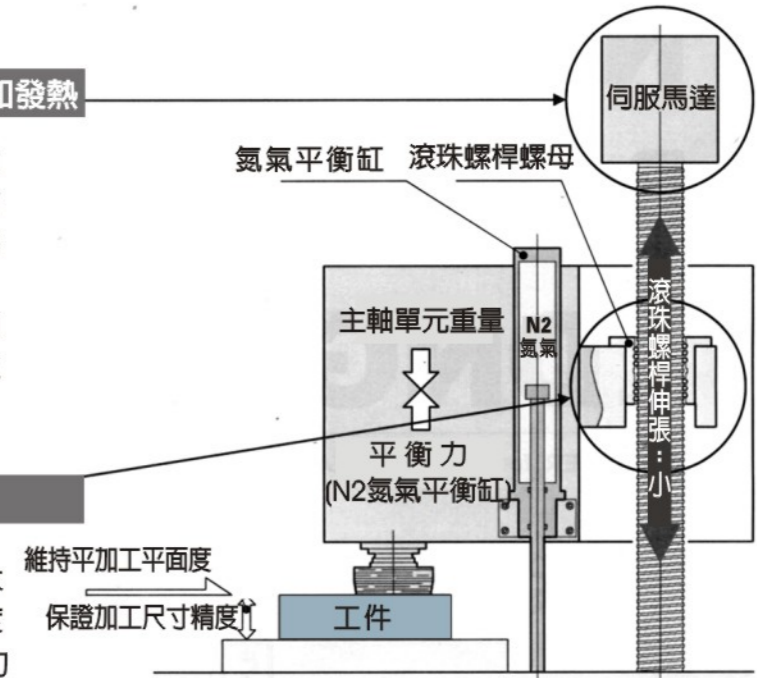 發熱
伺服馬達
氮氣平衡缸
滾珠螺桿螺母
主軸單元重量
N2
氮氣
滾珠螺桿伸張：小
平衡力
(N2氮氣平衡缸)
維持平加工平面度
保證加工尺寸精度
工件